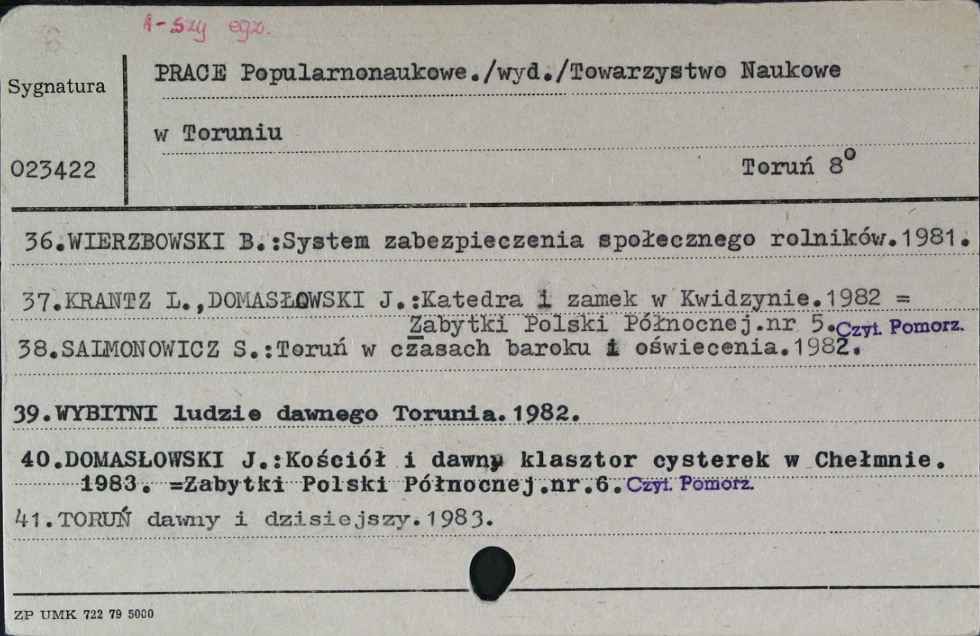 1-szy egz.
PRACE Popularnonaukowe./wyd./Towarzystwo Naukowe
Sygnatura
w Toruniu
023422
Toruń 8°
36.WIERZBOWSKI B.:System zabezpieczenia społecznego rolników.1981.
37.KRANTZ L.,DOMASŁOWSKI J.:Katedra i zamek w Kwidzynie.1982 =
Zabytki Polski Północnej.nr 5.Czyt. Pomorz.
38.SALMONOWICZ S.:Toruń w czasach baroku i oświecenia.1982.
39.WYBITNI ludzie dawnego Torunia.1982.
40.DOMASŁOWSKI J.:Kościół i dawny klasztor cysterek w Chełmnie.
1983. =Zabytki Polski Północnej.nr.6.Czyt. Pomorz.
41.TORUŃ dawny i dzisiejszy.1983.
ZP UMK 722 79 5000